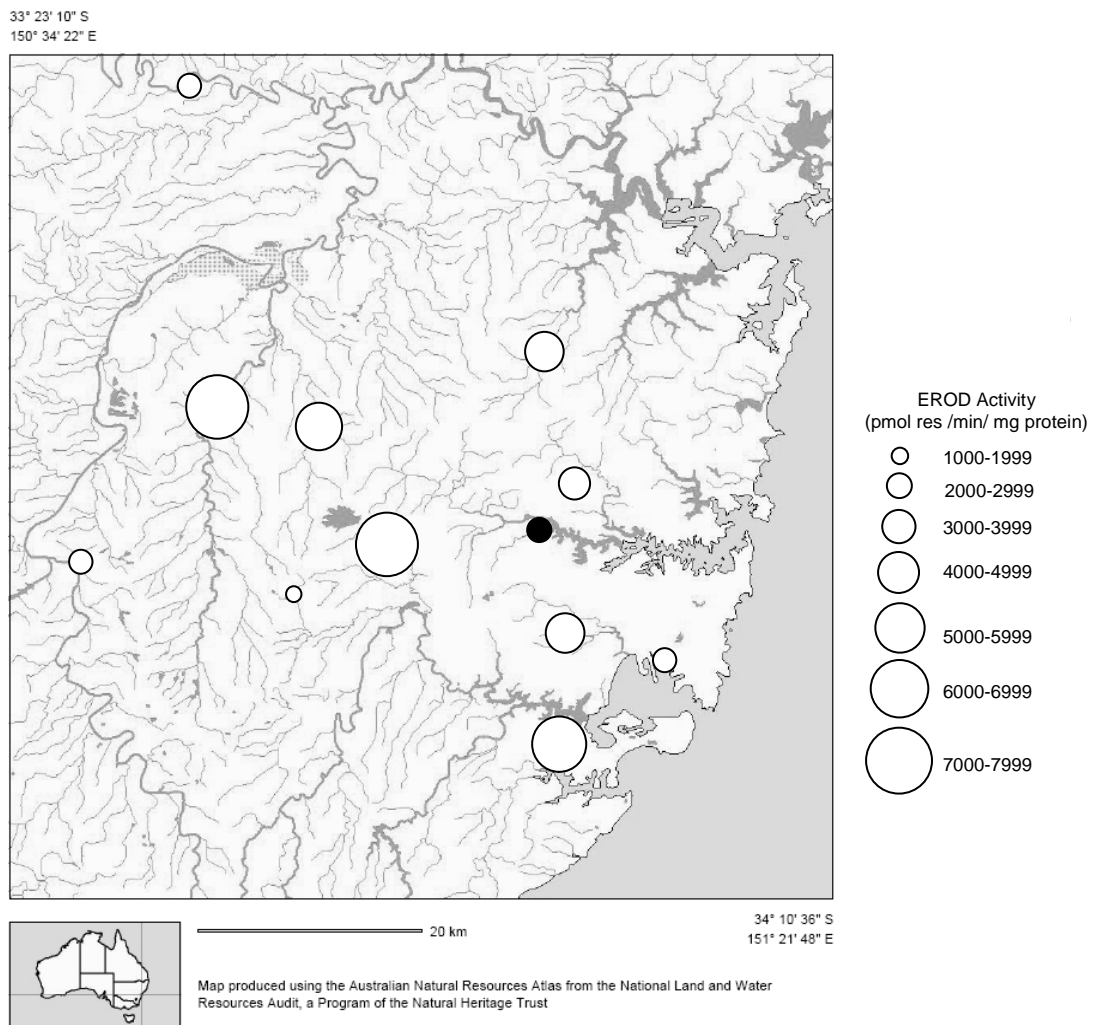 33° 23' 10" S
150° 34' 22" E
EROD Activity
(pmol res /min/ mg protein)
1000-1999
2000-2999
3000-3999
4000-4999
5000-5999
6000-6999
7000-7999
34° 10' 36" S
151° 21' 48" E
20 km
Map produced using the Australian Natural Resources Atlas from the National Land and Water
Resources Audit, a Program of the Natural Heritage Trust